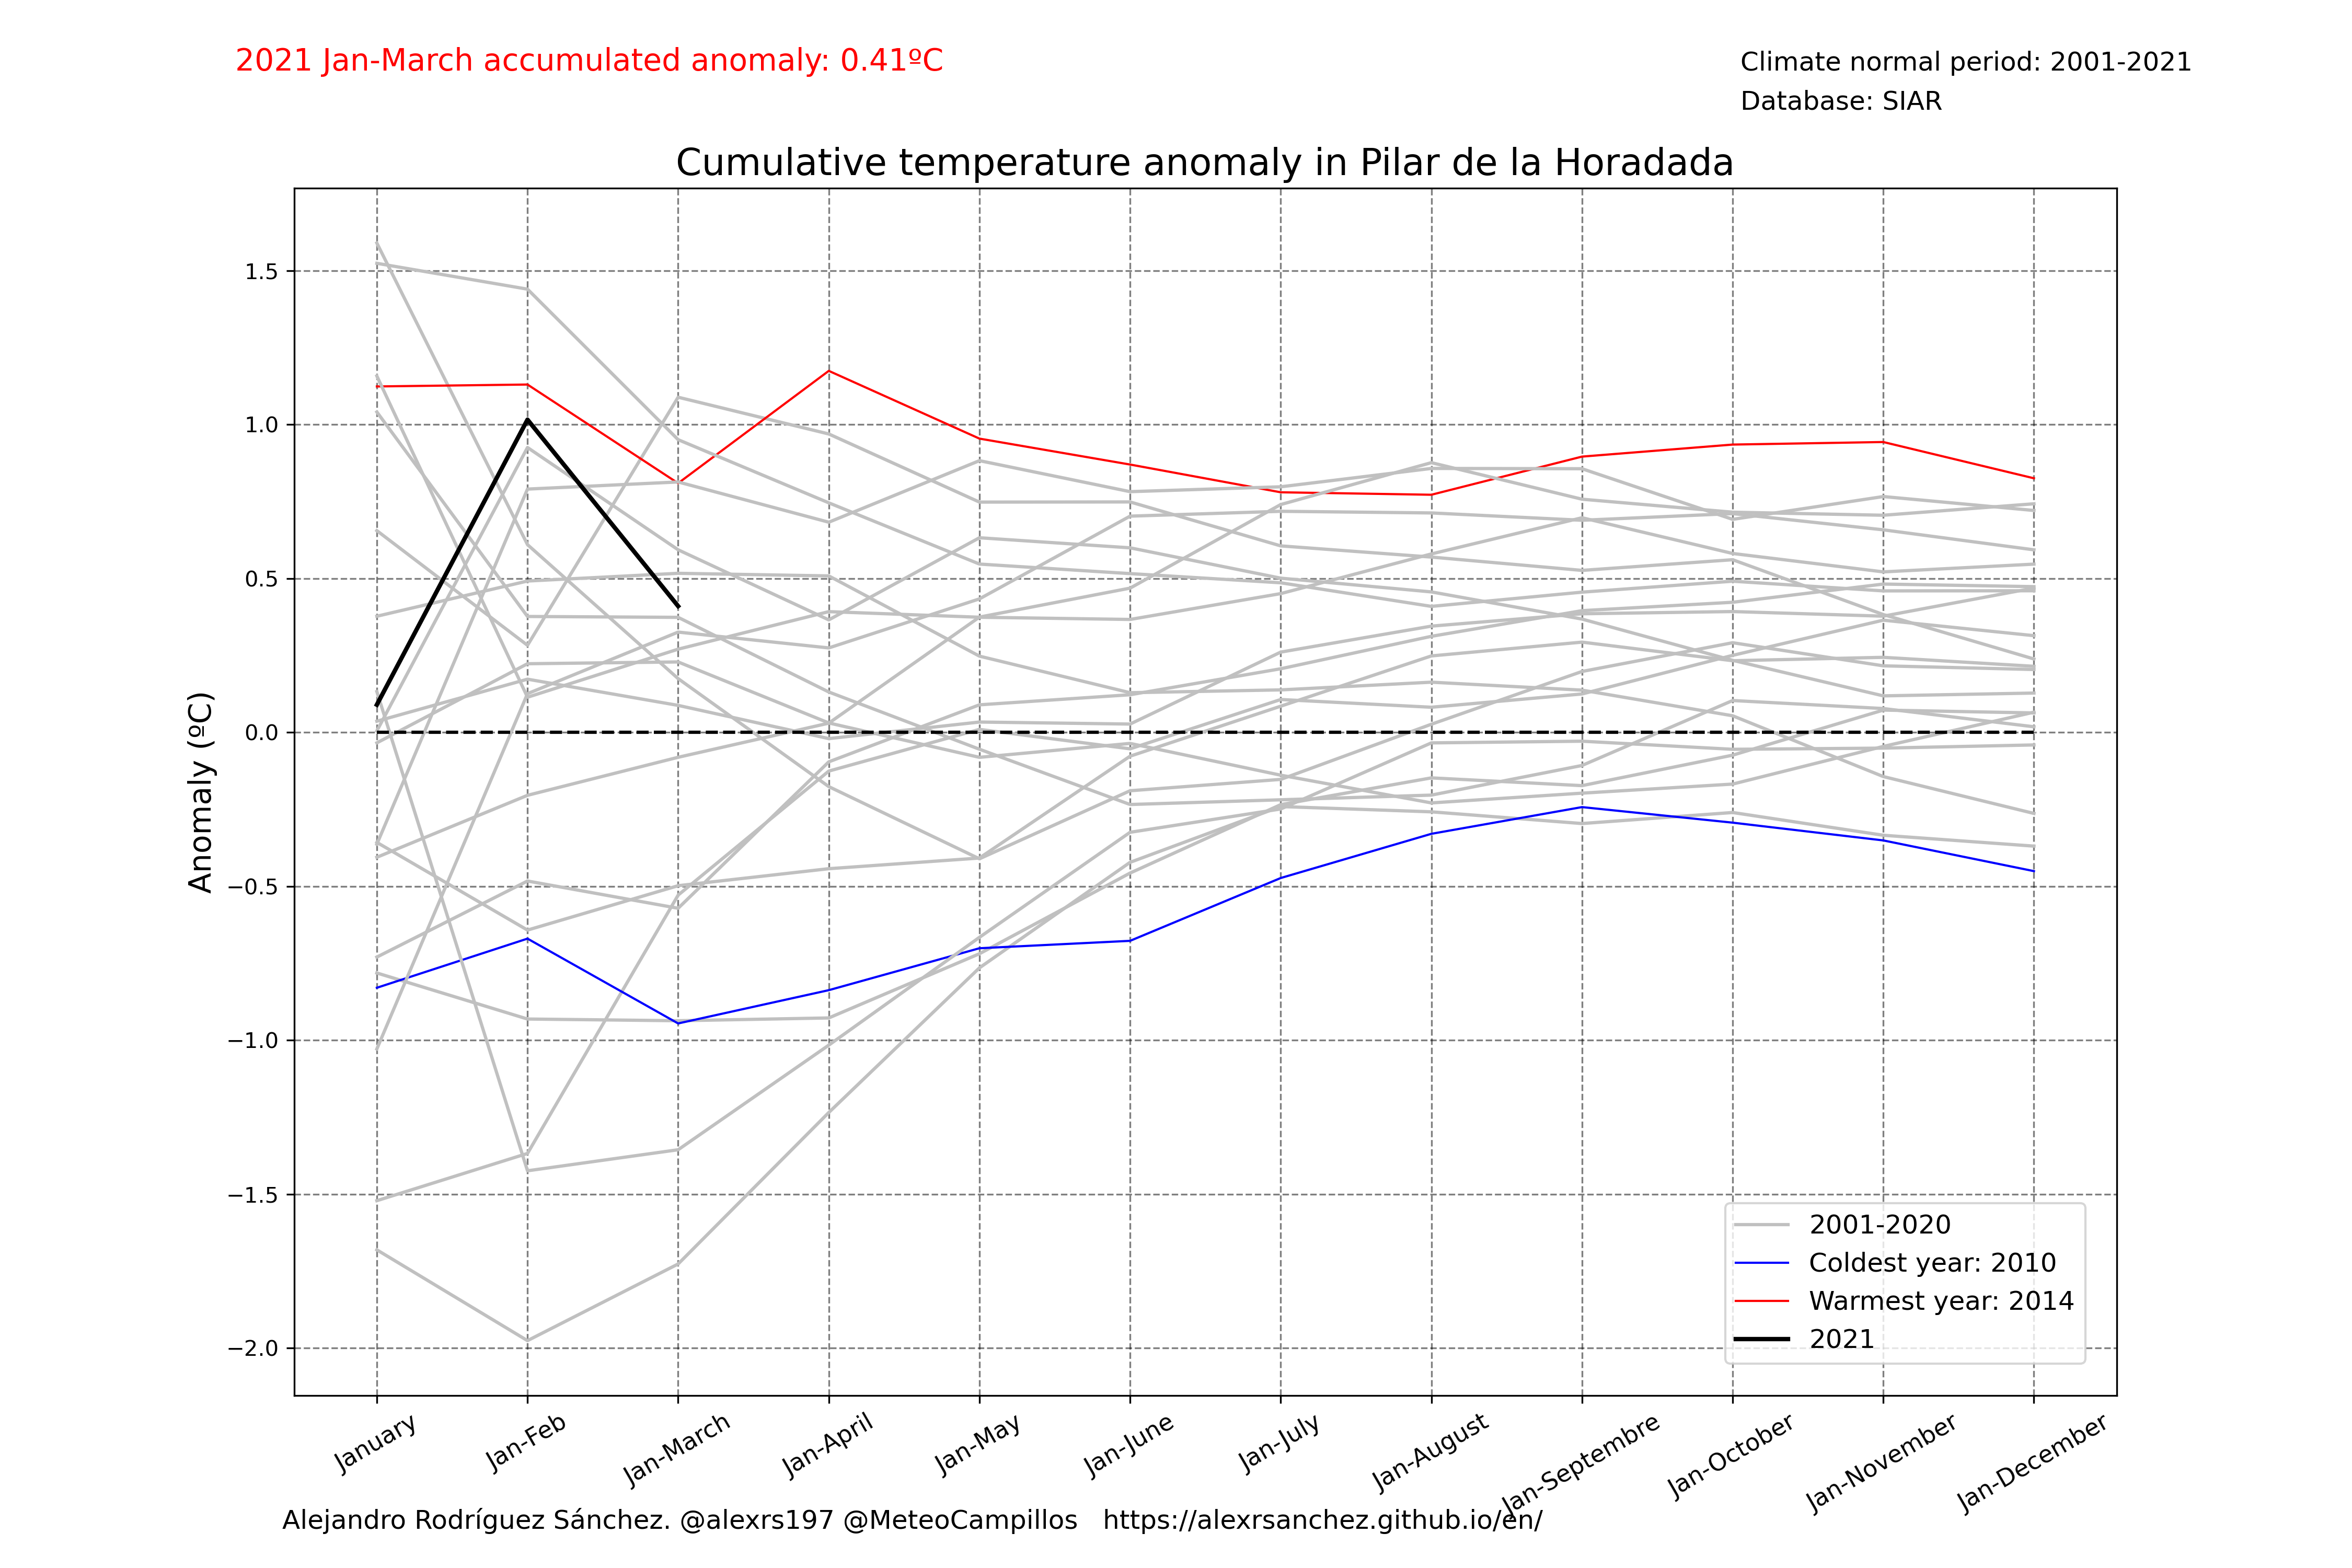 2021 Jan-March accumulated anomaly: 0.41ºC
Climate normal period: 2001-2021
Database: SIAR
Cumulative temperature anomaly in Pilar de la Horadada
Anomaly (ºC)
1.5
1.0
0.5
0.0
−0.5
−1.0
−1.5
−2.0
2001-2020
Coldest year: 2010
Warmest year: 2014
2021
January
Jan-Feb
Jan-March
Jan-April
Jan-May
Jan-June
Jan-July
Jan-August
Jan-Septembre
Jan-October
Jan-November
Jan-December
Alejandro Rodríguez Sánchez. @alexrs197 @MeteoCampillos   https://alexrsanchez.github.io/en/